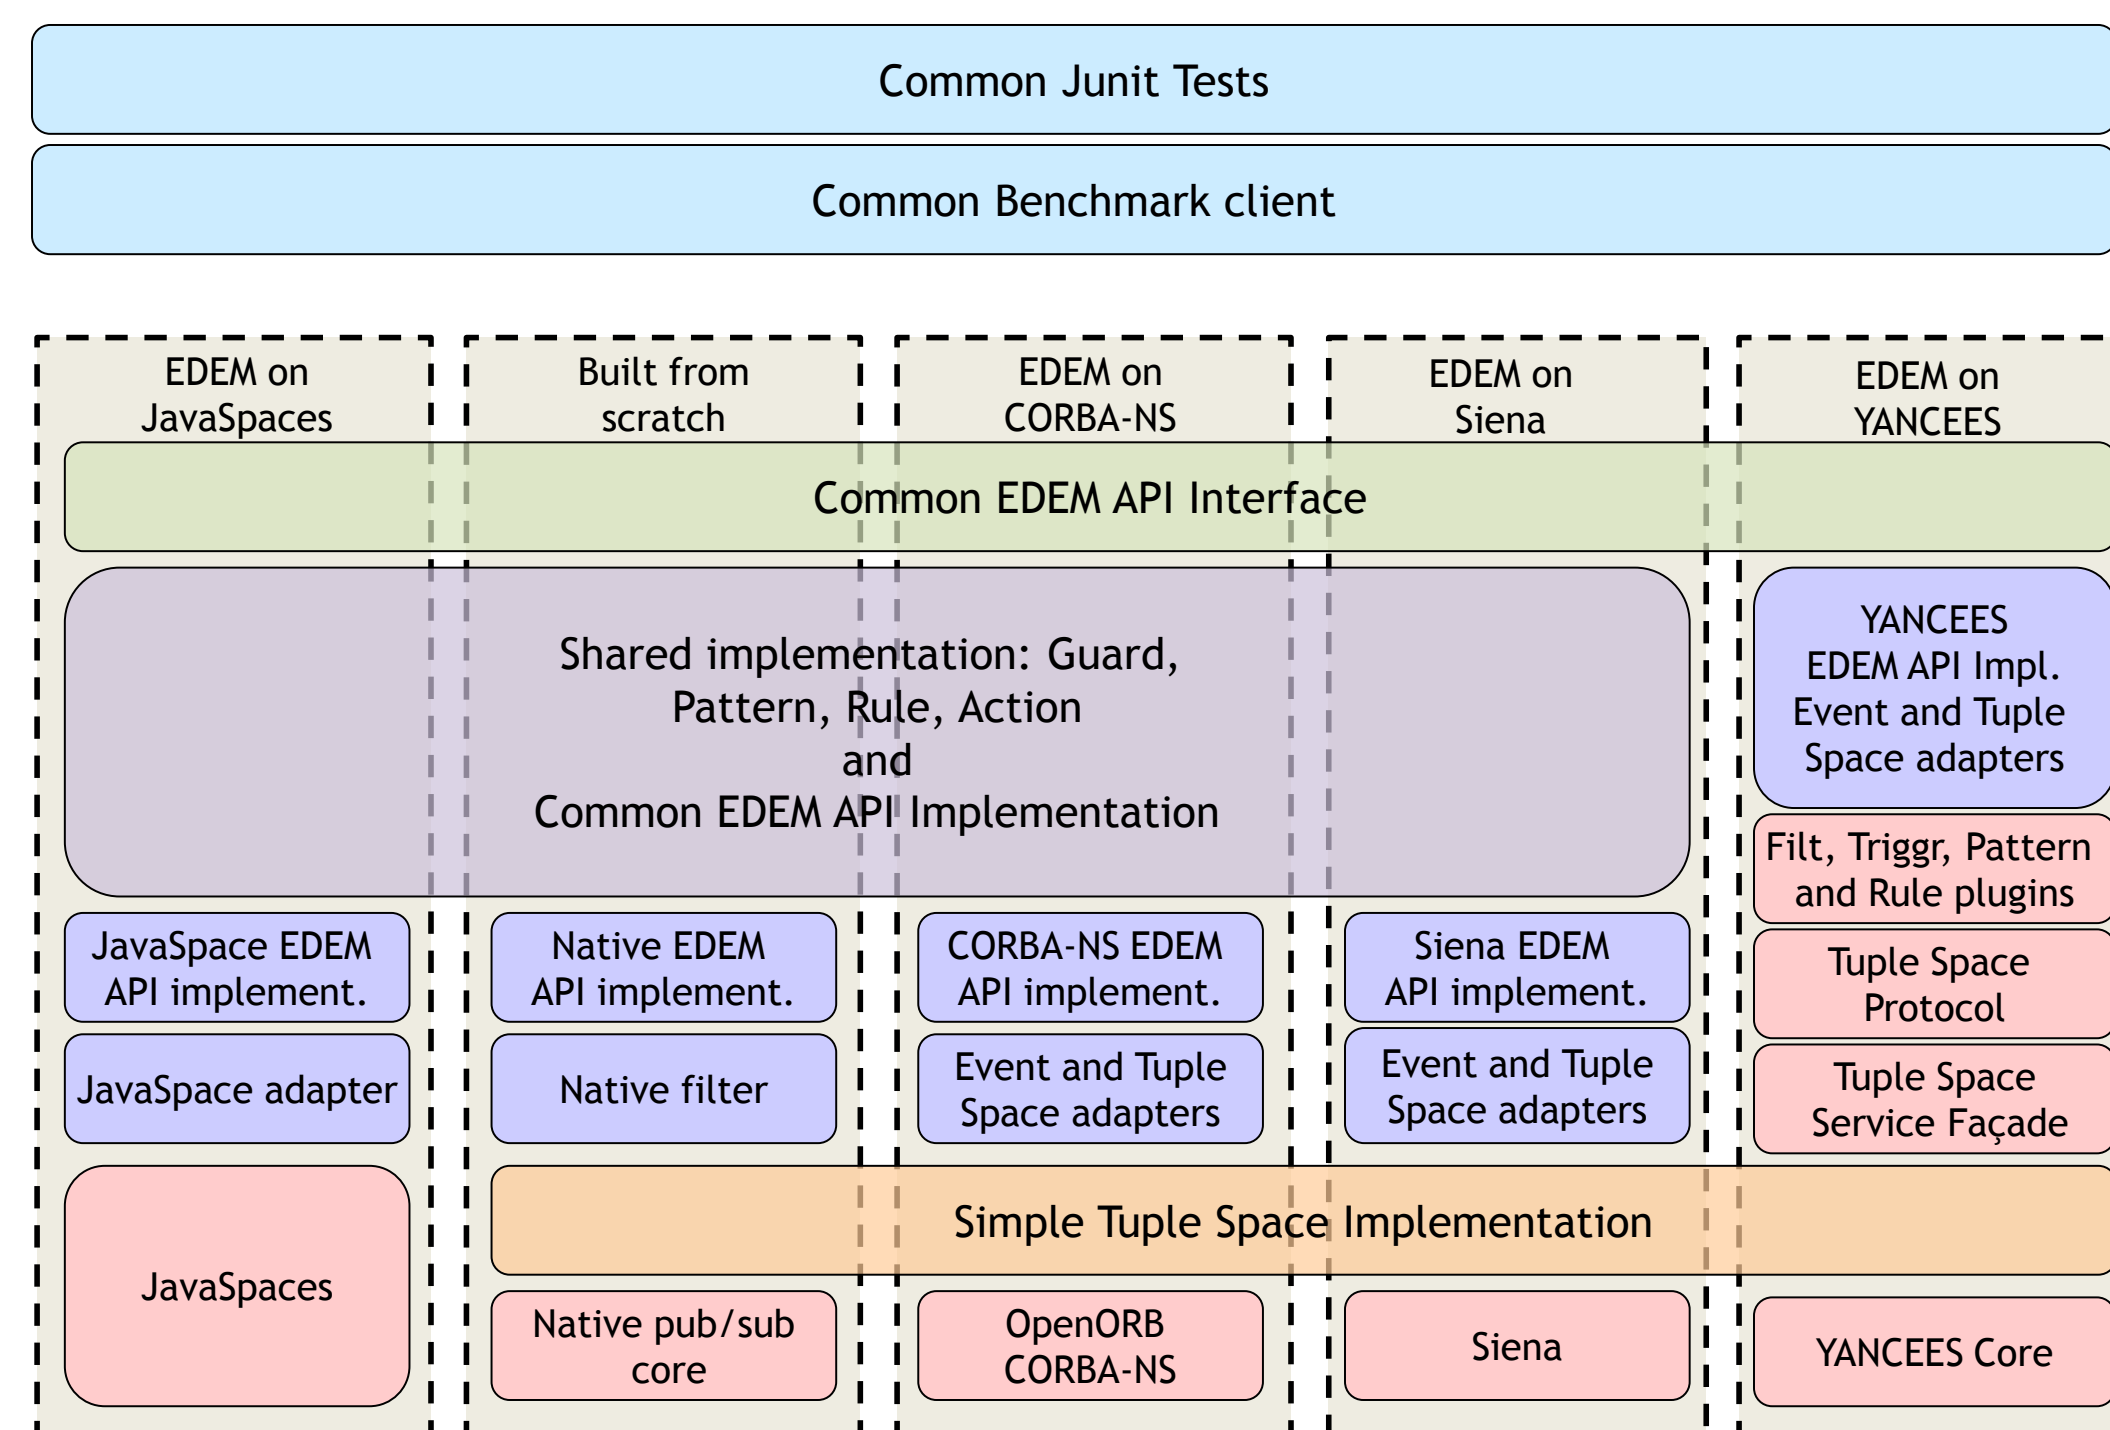 Common Junit Tests
Common Benchmark client
EDEM on
JavaSpaces
Built from
scratch
EDEM on
CORBA-NS
EDEM on
Siena
EDEM on
YANCEES
Common EDEM API Interface
Shared implementation: Guard,
Pattern, Rule, Action
and
Common EDEM API Implementation
YANCEES
EDEM API Impl.
Event and Tuple
Space adapters
Filt, Triggr, Pattern
and Rule plugins
JavaSpace EDEM
API implement.
Native EDEM
API implement.
CORBA-NS EDEM
API implement.
Siena EDEM
API implement.
Tuple Space
Protocol
JavaSpace adapter
Native filter
Event and Tuple
Space adapters
Event and Tuple
Space adapters
Tuple Space
Service Façade
Simple Tuple Space Implementation
JavaSpaces
Native pub/sub
core
OpenORB
CORBA-NS
Siena
YANCEES Core